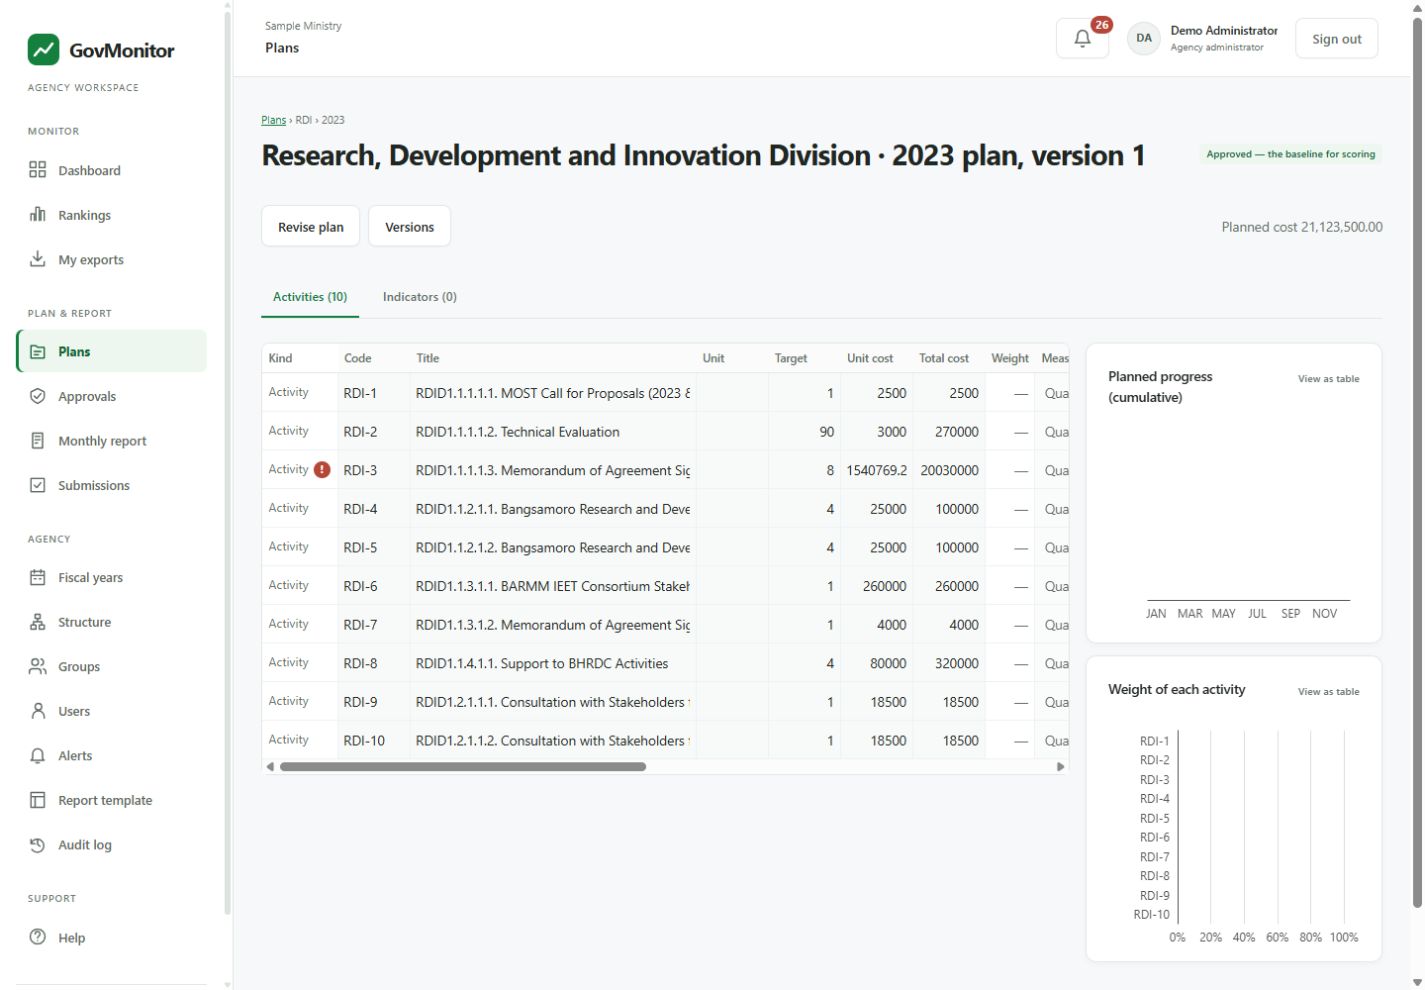 GovMonitor
AGENCY WORKSPACE
MONITOR
Dashboard
Rankings
My exports
PLAN & REPORT
Plans
Approvals
Monthly report
Submissions
AGENCY
Fiscal years
Structure
Groups
Users
Alerts
Report template
Audit log
SUPPORT
Help
Sample Ministry
Plans
26
DA
Demo Administrator
Agency administrator
Sign out
Plans › RDI › 2023
Research, Development and Innovation Division · 2023 plan, version 1
Approved — the baseline for scoring
Revise plan
Versions
Planned cost 21,123,500.00
Activities (10)
Indicators (0)
Kind Code Title Unit Target Unit cost Total cost Weight Meas
Activity RDI-1 RDID1.1.1.1.1. MOST Call for Proposals (2023 & 1 2500 2500 — Qua
Activity RDI-2 RDID1.1.1.1.2. Technical Evaluation 90 3000 270000 — Qua
Activity ! RDI-3 RDID1.1.1.1.3. Memorandum of Agreement Sig 8 1540769.2 20030000 — Qua
Activity RDI-4 RDID1.1.2.1.1. Bangsamoro Research and Deve 4 25000 100000 — Qua
Activity RDI-5 RDID1.1.2.1.2. Bangsamoro Research and Deve 4 25000 100000 — Qua
Activity RDI-6 RDID1.1.3.1.1. BARMM IEET Consortium Stakeh 1 260000 260000 — Qua
Activity RDI-7 RDID1.1.3.1.2. Memorandum of Agreement Sig 1 4000 4000 — Qua
Activity RDI-8 RDID1.1.4.1.1. Support to BHRDC Activities 4 80000 320000 — Qua
Activity RDI-9 RDID1.2.1.1.1. Consultation with Stakeholders 1 18500 18500 — Qua
Activity RDI-10 RDID1.2.1.1.2. Consultation with Stakeholders 1 18500 18500 — Qua
Planned progress
(cumulative)
View as table
JAN MAR MAY JUL SEP NOV
Weight of each activity
View as table
RDI-1
RDI-2
RDI-3
RDI-4
RDI-5
RDI-6
RDI-7
RDI-8
RDI-9
RDI-10
0% 20% 40% 60% 80% 100%